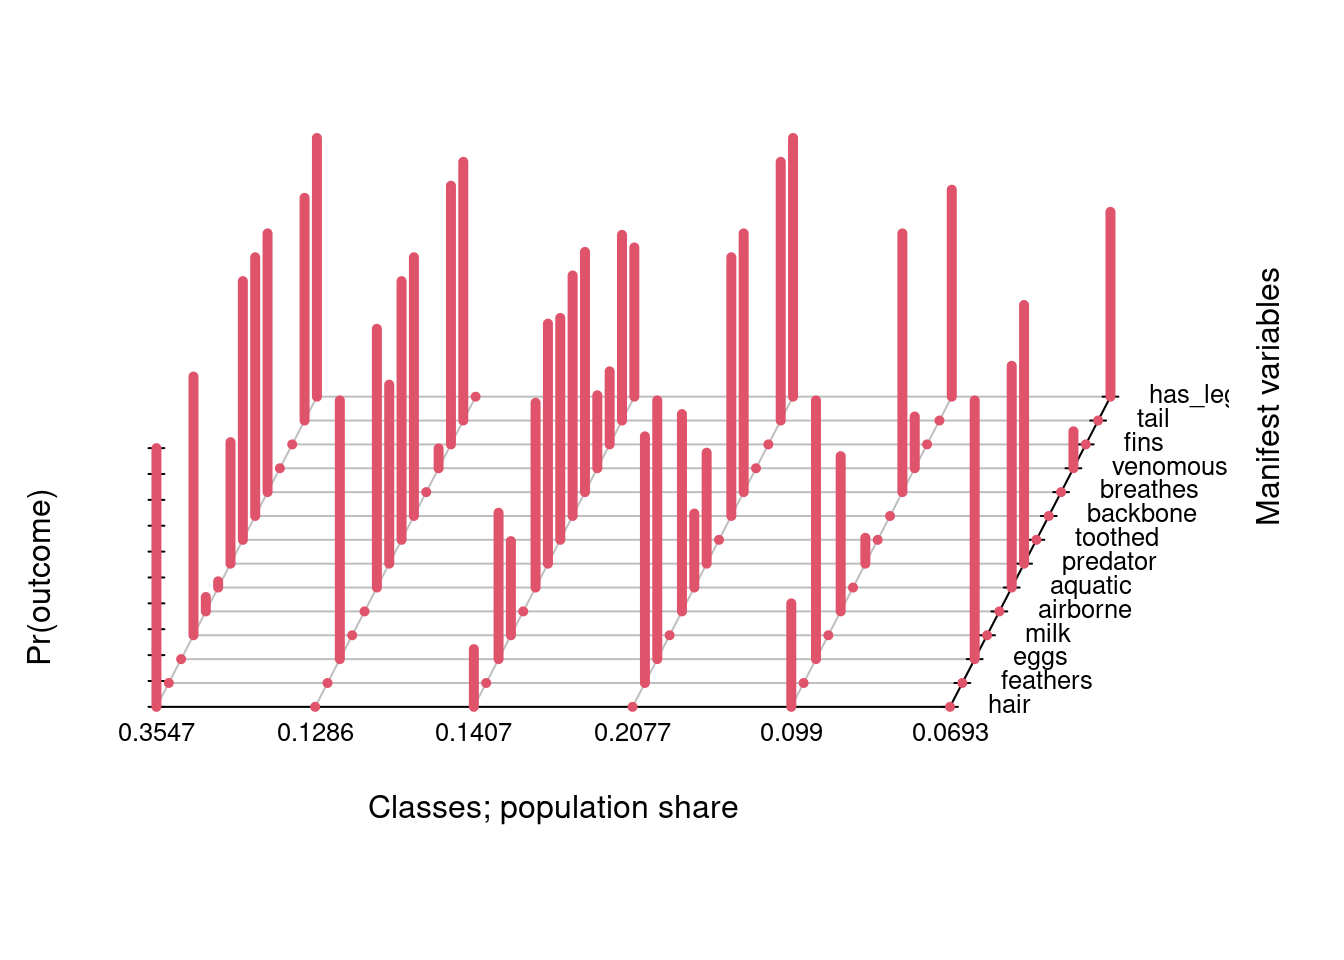 has_leg
tail
fins
venomous
breathes
backbone
toothed
predator
aquatic
airborne
milk
eggs
feathers
hair
Manifest variables
Pr(outcome)
0.3547 0.1286 0.1407 0.2077 0.099 0.0693
Classes; population share